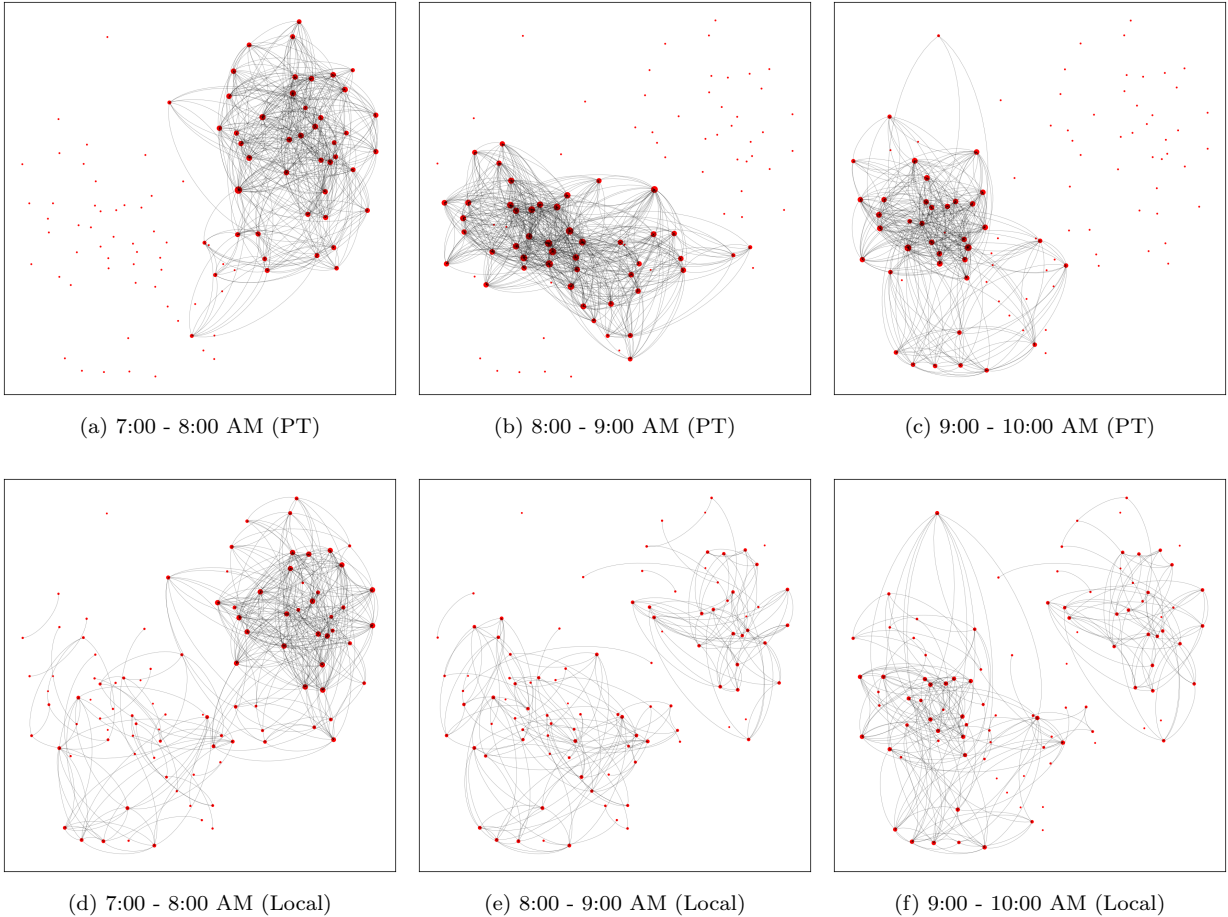 (a) 7:00 - 8:00 AM (PT)
(b) 8:00 - 9:00 AM (PT)
(c) 9:00 - 10:00 AM (PT)
(d) 7:00 - 8:00 AM (Local)
(e) 8:00 - 9:00 AM (Local)
(f) 9:00 - 10:00 AM (Local)